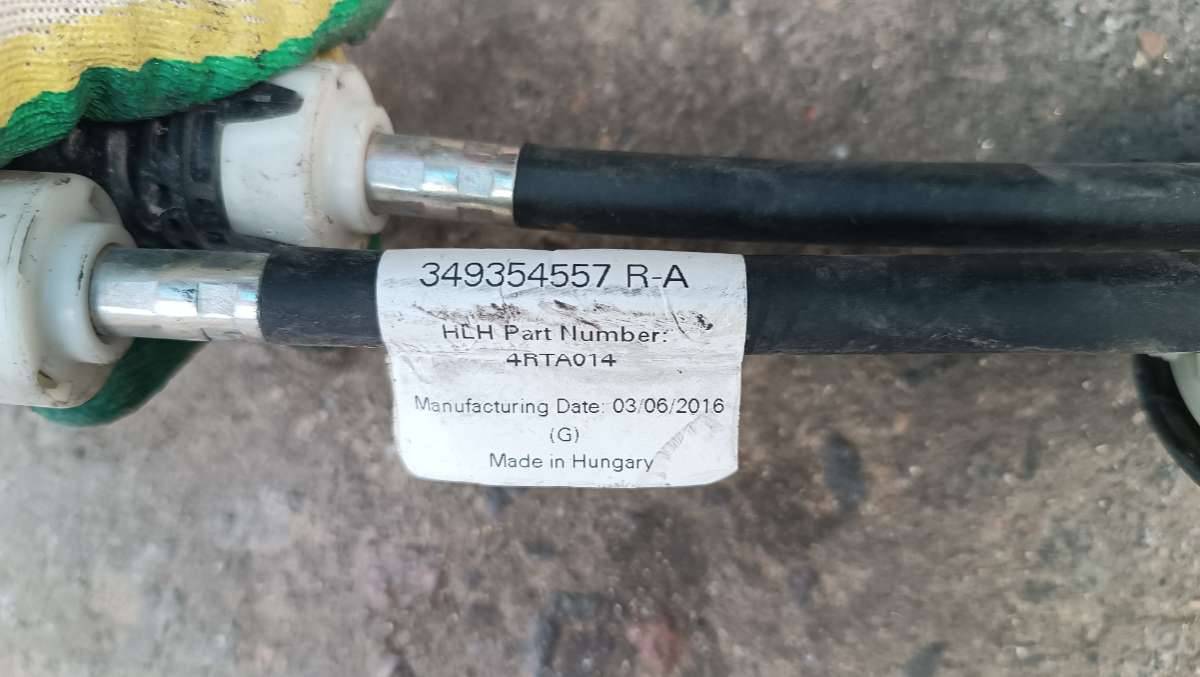 349354557 R-A
HLH Part Number:
4RTA014
Manufacturing Date: 03/06/2016
(G)
Made in Hungary